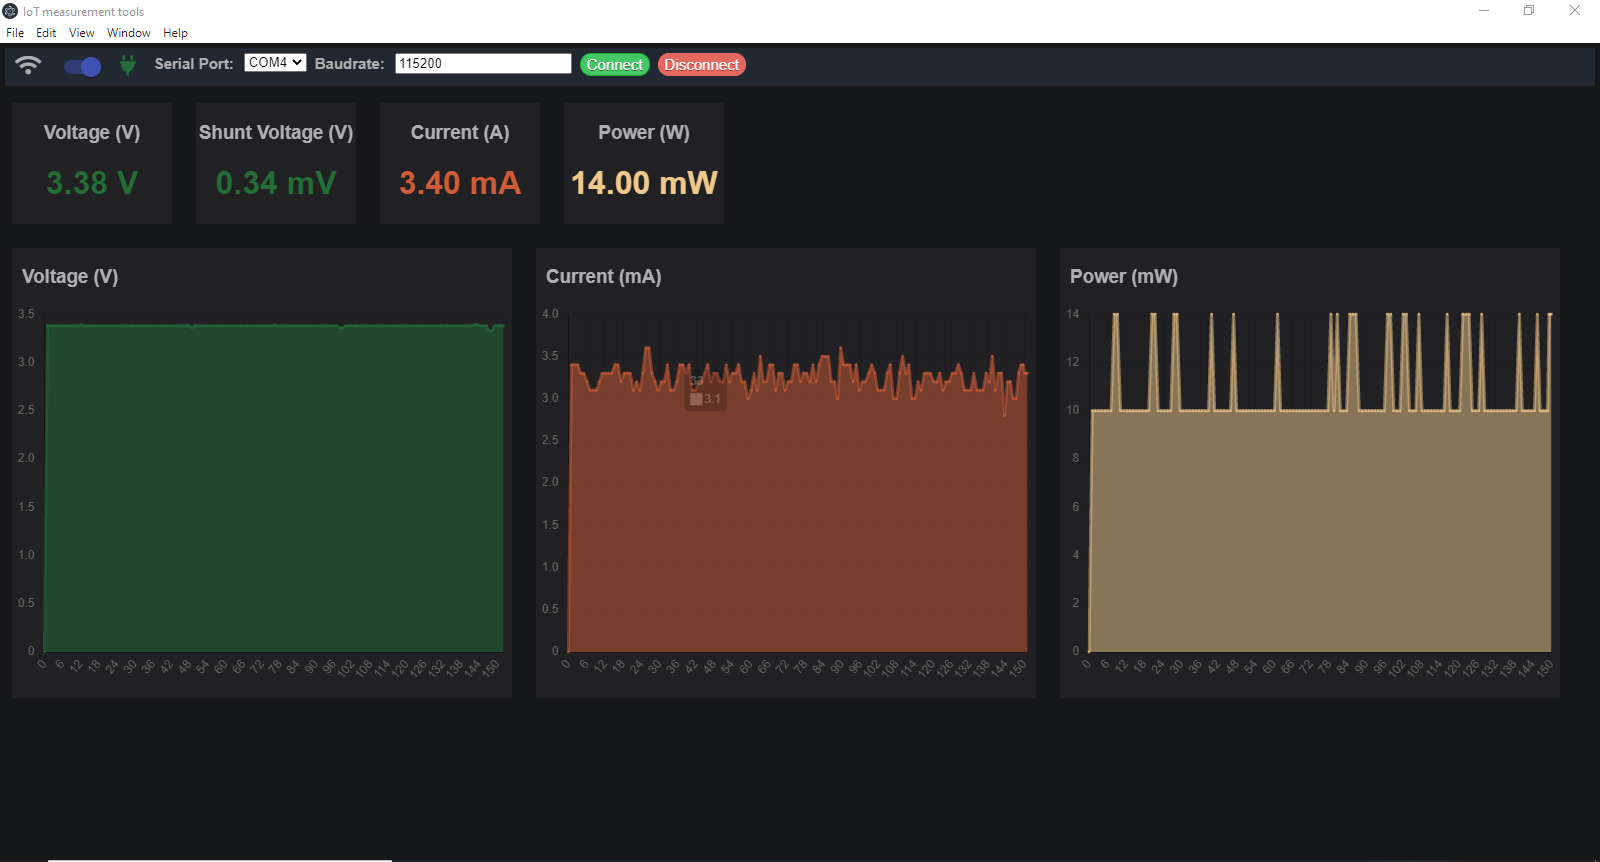 IoT measurement tools
File Edit View Window Help
Serial Port: COM4 Baudrate: 115200 Connect Disconnect
Voltage (V) Shunt Voltage (V) Current (A) Power (W)
3.38 V 0.34 mV 3.40 mA 14.00 mW
Voltage (V)
3.5
3.0
2.5
2.0
1.5
1.0
0.5
0
0 6 12 18 24 30 36 42 48 54 60 66 72 78 84 90 96 102 108 114 120 126 132 138 144 150
Current (mA)
4.0
3.5
33
3.1
3.0
2.5
2.0
1.5
1.0
0.5
0
0 6 12 18 24 30 36 42 48 54 60 66 72 78 84 90 96 102 108 114 120 126 132 138 144 150
Power (mW)
14
12
10
8
6
4
2
0
0 6 12 18 24 30 36 42 48 54 60 66 72 78 84 90 96 102 108 114 120 126 132 138 144 150